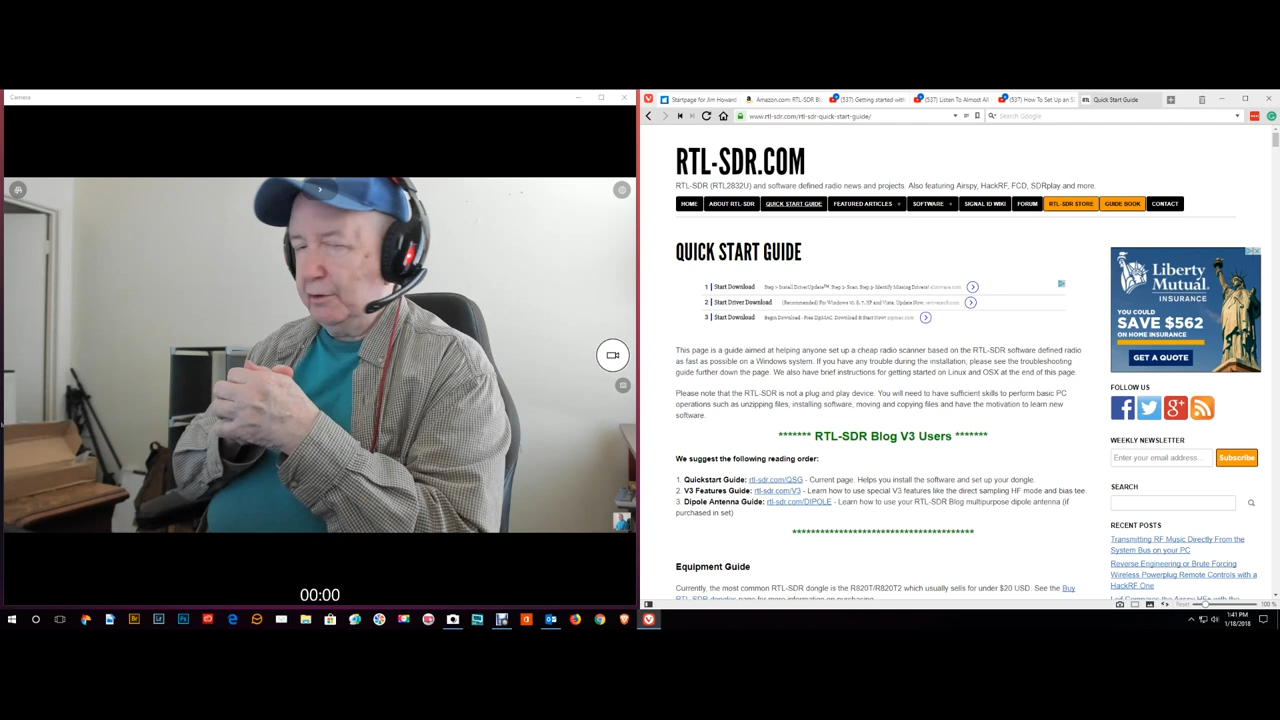 Camera
00:00
Startpage for Jim Howard
Amazon.com: RTL-SDR Bl
(537) Getting started with
(537) Listen To Almost All
(537) How To Set Up an S
Quick Start Guide
www.rtl-sdr.com/rtl-sdr-quick-start-guide/
Search Google
RTL-SDR.COM
RTL-SDR (RTL2832U) and software defined radio news and projects. Also featuring Airspy, HackRF, FCD, SDRplay and more.
HOME ABOUT RTL-SDR QUICK START GUIDE FEATURED ARTICLES SOFTWARE SIGNAL ID WIKI FORUM RTL-SDR STORE GUIDE BOOK CONTACT
QUICK START GUIDE
1 Start Download
2 Start Driver Download (Recommended) For Windows 10, 8, 7, XP and Vista. Update Now.
3 Start Download
This page is a guide aimed at helping anyone set up a cheap radio scanner based on the RTL-SDR software defined radio
as fast as possible on a Windows system. If you have any trouble during the installation, please see the troubleshooting
guide further down the page. We also have brief instructions for getting started on Linux and OSX at the end of this page.
Please note that the RTL-SDR is not a plug and play device. You will need to have sufficient skills to perform basic PC
operations such as unzipping files, installing software, moving and copying files and have the motivation to learn new
software.
******* RTL-SDR Blog V3 Users *******
We suggest the following reading order:
1. Quickstart Guide: rtl-sdr.com/QSG - Current page. Helps you install the software and set up your dongle.
2. V3 Features Guide: rtl-sdr.com/V3 - Learn how to use special V3 features like the direct sampling HF mode and bias tee.
3. Dipole Antenna Guide: rtl-sdr.com/DIPOLE - Learn how to use your RTL-SDR Blog multipurpose dipole antenna (if
purchased in set)
Equipment Guide
Currently, the most common RTL-SDR dongle is the R820T/R820T2 which usually sells for under $20 USD. See the Buy
Liberty
Mutual
INSURANCE
YOU COULD
SAVE $562
ON HOME INSURANCE
GET A QUOTE
FOLLOW US
WEEKLY NEWSLETTER
Enter your email address... Subscribe
SEARCH
RECENT POSTS
Transmitting RF Music Directly From the
System Bus on your PC
Reverse Engineering or Brute Forcing
Wireless Powerplug Remote Controls with a
HackRF One
Reset 100 %
1:41 PM
1/18/2018